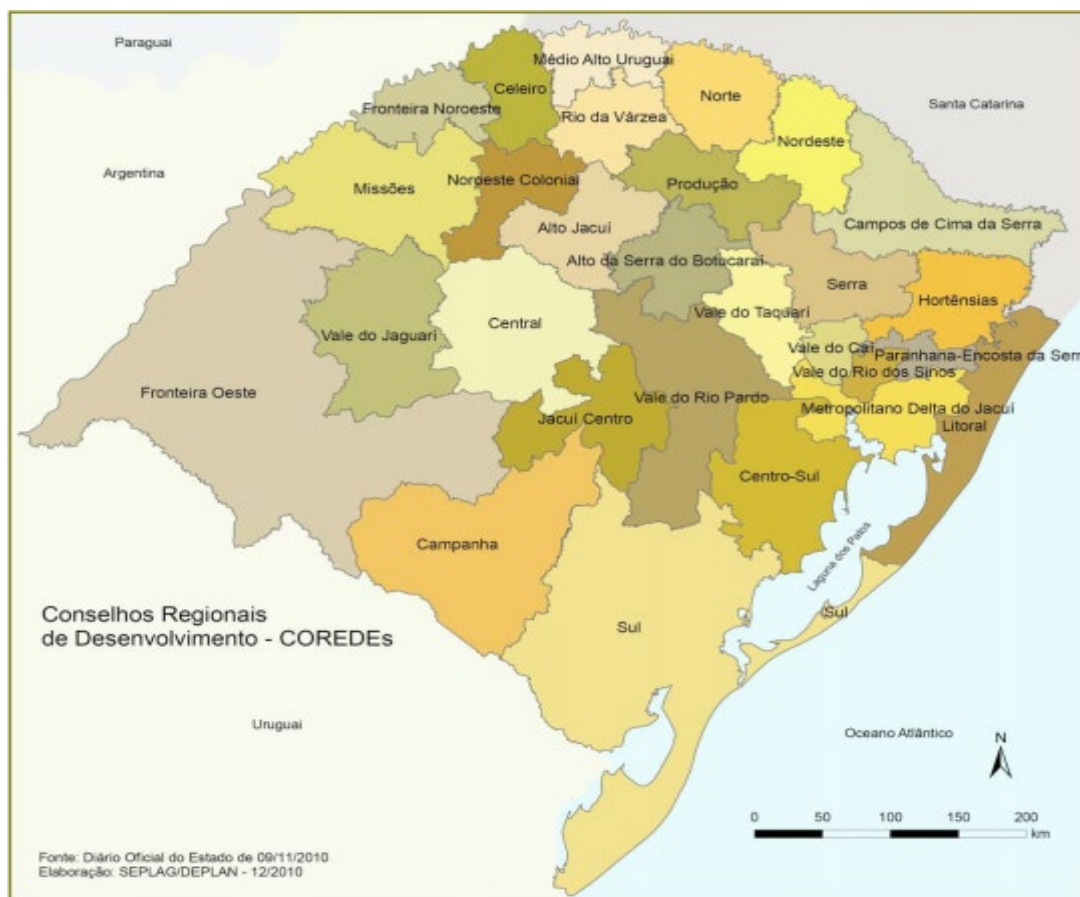 Paraguai
Médio Alto Uruguai
Celeiro
Norte
Fronteira Noroeste
Santa Catarina
Rio da Várzea
Nordeste
Argentina
Noroeste Colonial
Produção
Missões
Campos de Cima da Serra
Alto Jacuí
Alto da Serra do Botucaraí
Serra
Hortênsias
Vale do Taquari
Central
Vale do Jaguari
Vale do Caí
Paranhana-Encosta da Serra
Vale do Rio dos Sinos
Fronteira Oeste
Vale do Rio Pardo
Metropolitano Delta do Jacuí
Jacuí Centro
Litoral
Centro-Sul
Campanha
Laguna dos Patos
Conselhos Regionais
de Desenvolvimento - COREDEs
Sul
Sul
Uruguai
Oceano Atlântico
N
0 50 100 150 200
km
Fonte: Diário Oficial do Estado de 09/11/2010
Elaboração: SEPLAG/DEPLAN - 12/2010